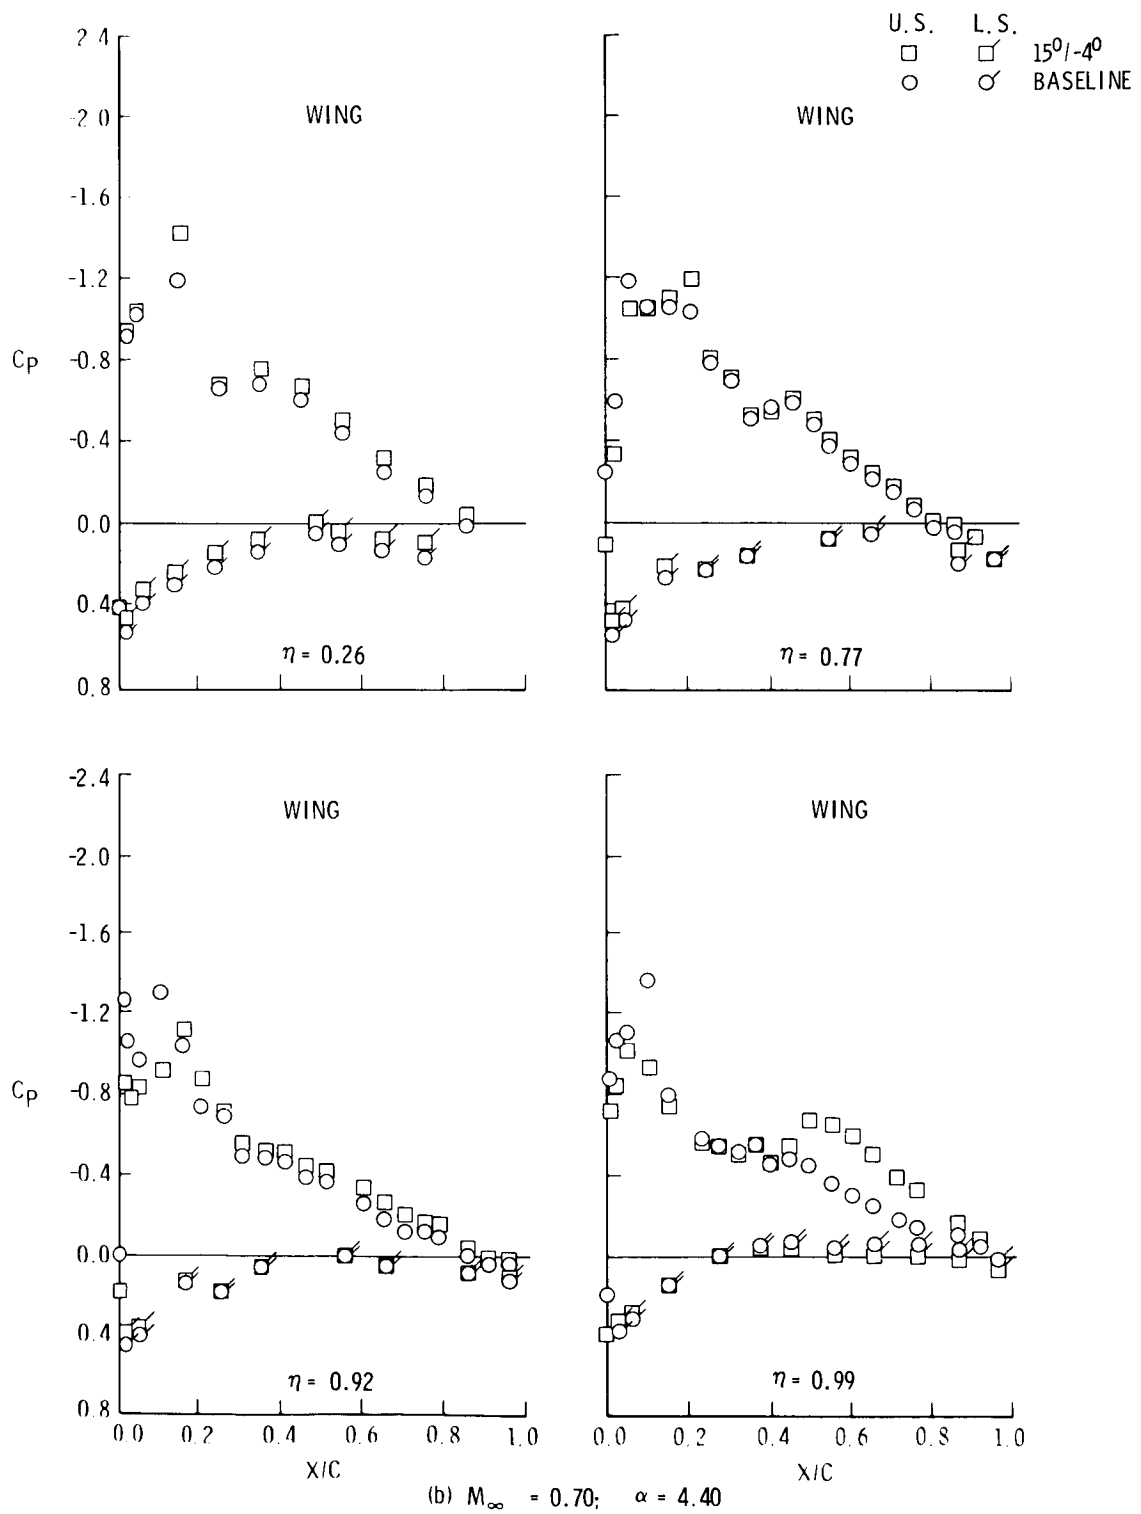 U.S. L.S.
15⁰/-4⁰
BASELINE
2 4
-2 0
-1.6
-1.2
-0.8
-0.4
0.0
0.4
0.8
Cp
WING
η = 0.26
WING
η = 0.77
-2.4
-2.0
-1.6
-1.2
-0.8
-0.4
0.0
0.4
0.8
Cp
WING
η = 0.92
0.0 0.2 0.4 0.6 0.8 1.0
X/C
WING
η = 0.99
0.0 0.2 0.4 0.6 0.8 1.0
X/C
(b) M∞ = 0.70; α = 4.40